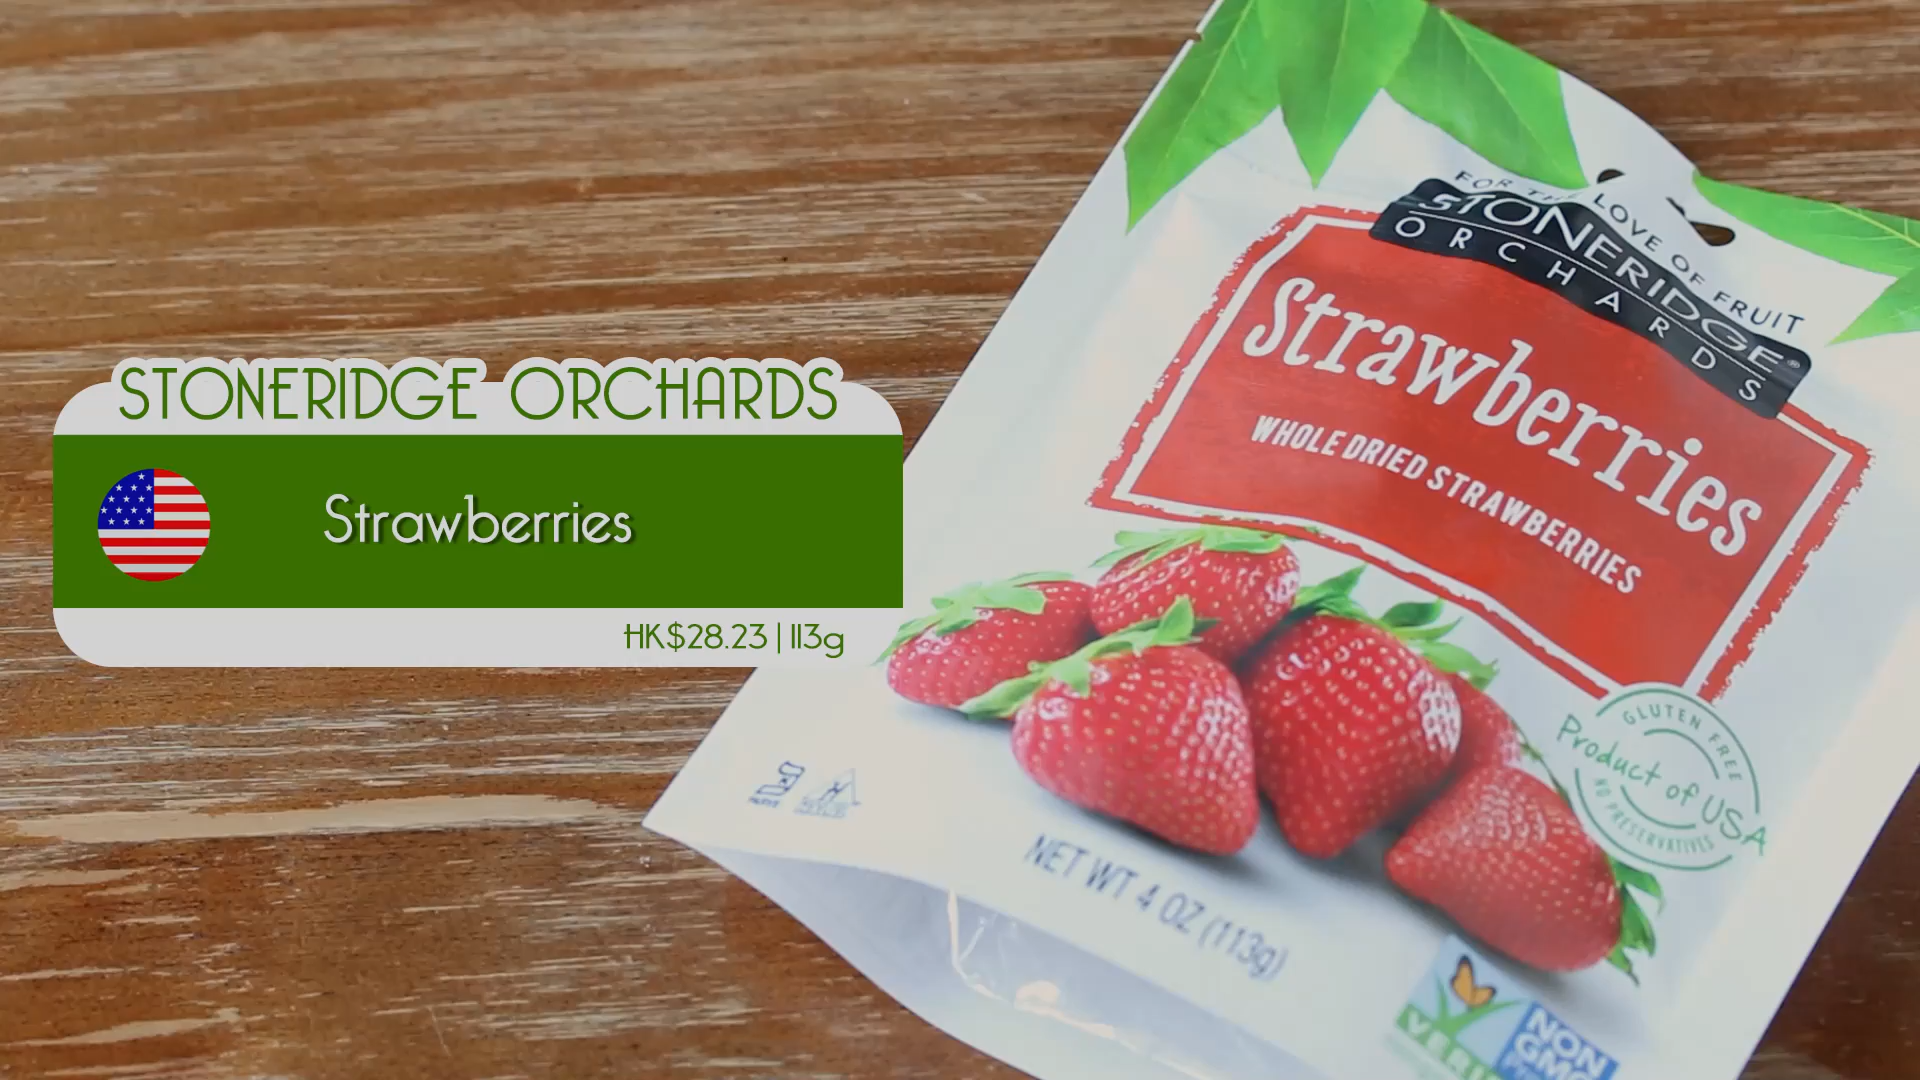 STONERIDGE ORCHARDS
Strawberries
HK$28.23 | 113g
FOR THE LOVE OF FRUIT
STONERIDGE®
ORCHARDS
Strawberries
WHOLE DRIED STRAWBERRIES
GLUTEN FREE
Product of USA
NO PRESERVATIVES
NET WT 4 OZ (113g)
NON
GMO